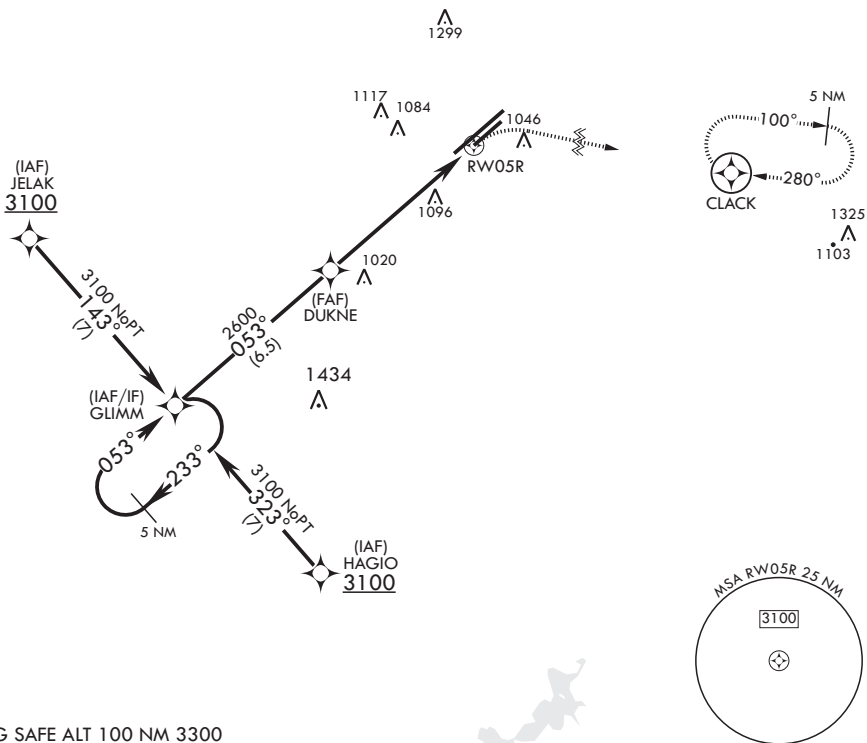 1299
1117
1084
1046
RW05R
5 NM
100°
280°
CLACK
1325
1103
(IAF)
JELAK
3100
1096
3100 NoPT
143°
(7)
1020
(FAF)
DUKNE
2600
053°
(6.5)
1434
(IAF/IF)
GLIMM
053°
233°
5 NM
3100 NoPT
323°
(7)
(IAF)
HAGIO
3100
MSA RW05R 25 NM
3100
G SAFE ALT 100 NM 3300